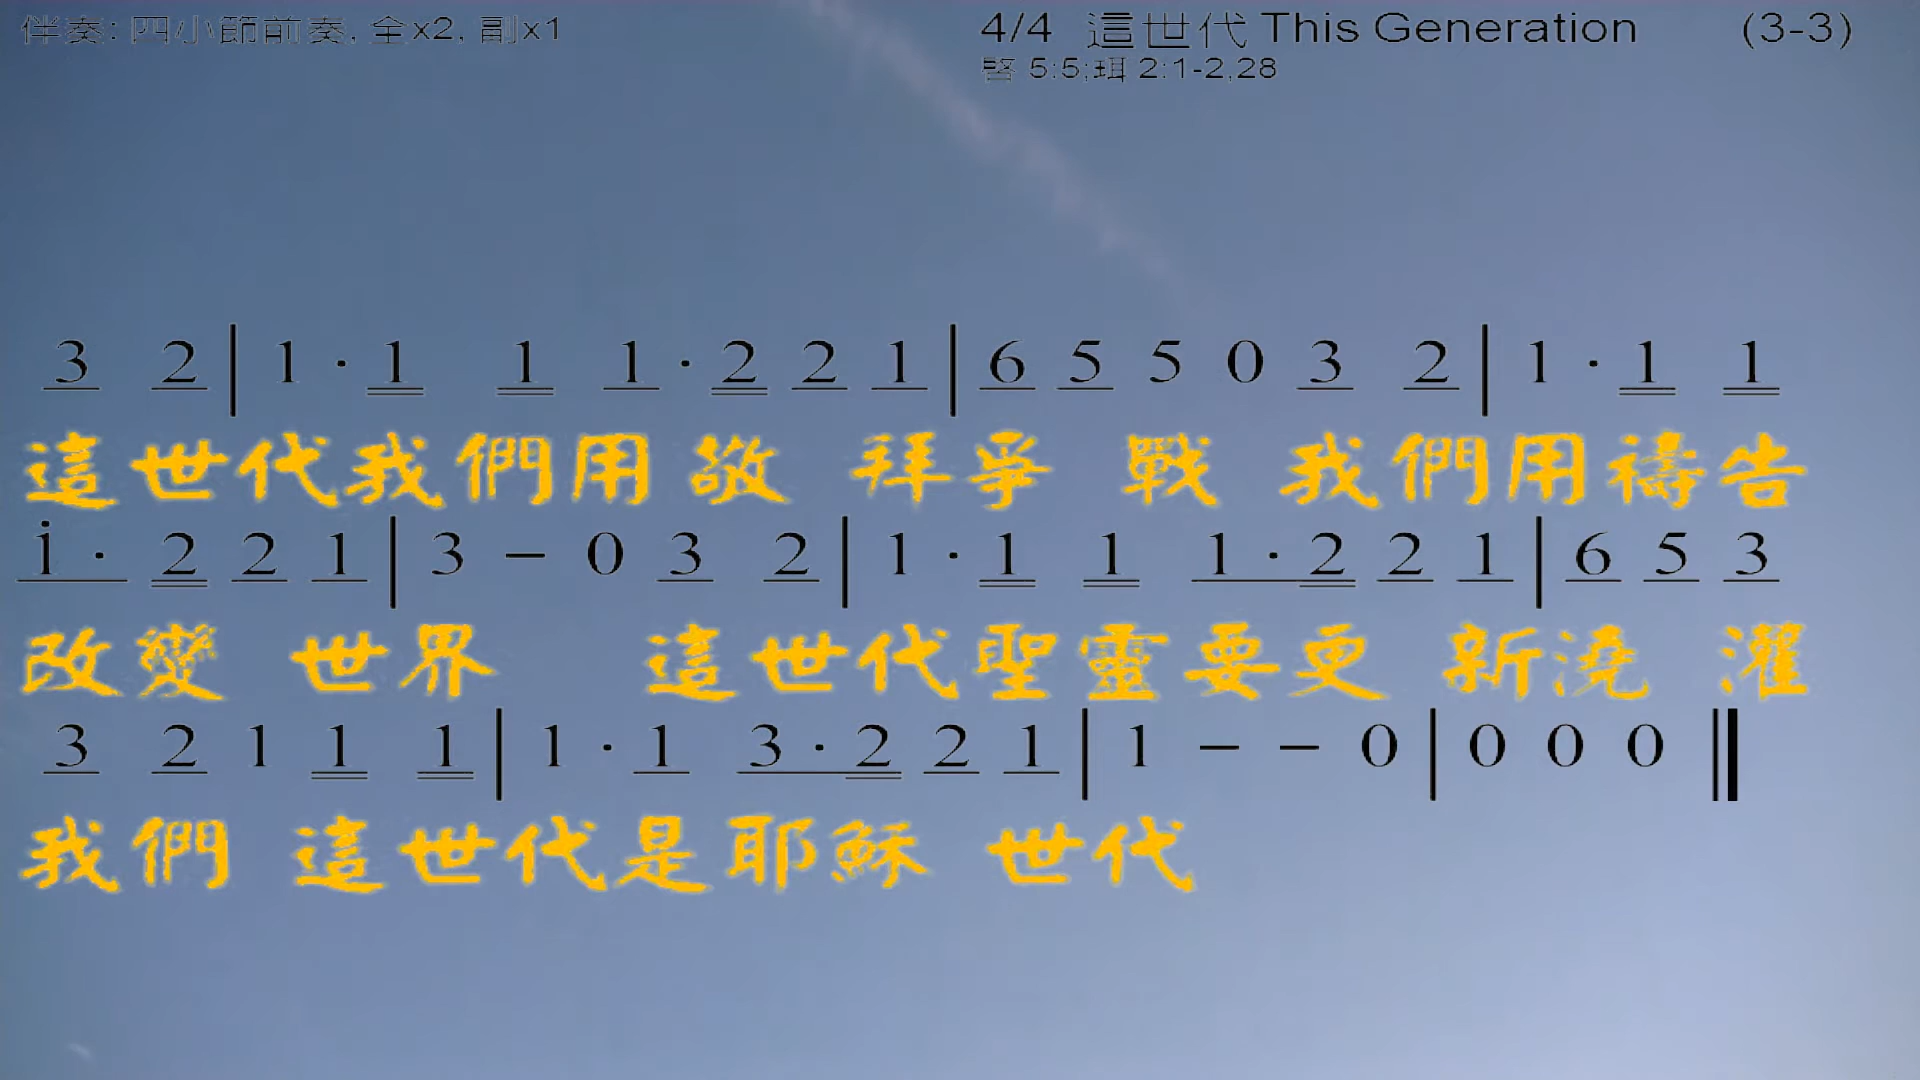 伴奏: 四小節前奏, 全x2, 副x1
4/4 這世代 This Generation (3-3)
啓 5:5;珥 2:1-2,28
3 2 | 1 · 1 1 1 · 2 2 1 | 6 5 5 0 3 2 | 1 · 1 1
這世代我們用 敬 拜爭 戰 我們用禱告
i · 2 2 1 | 3 – 0 3 2 | 1 · 1 1 1 · 2 2 1 | 6 5 3
改變 世界 這世代聖靈要更 新澆 灌
3 2 1 1 1 | 1 · 1 3 · 2 2 1 | 1 – – 0 | 0 0 0 ‖
我們 這世代是耶穌 世代